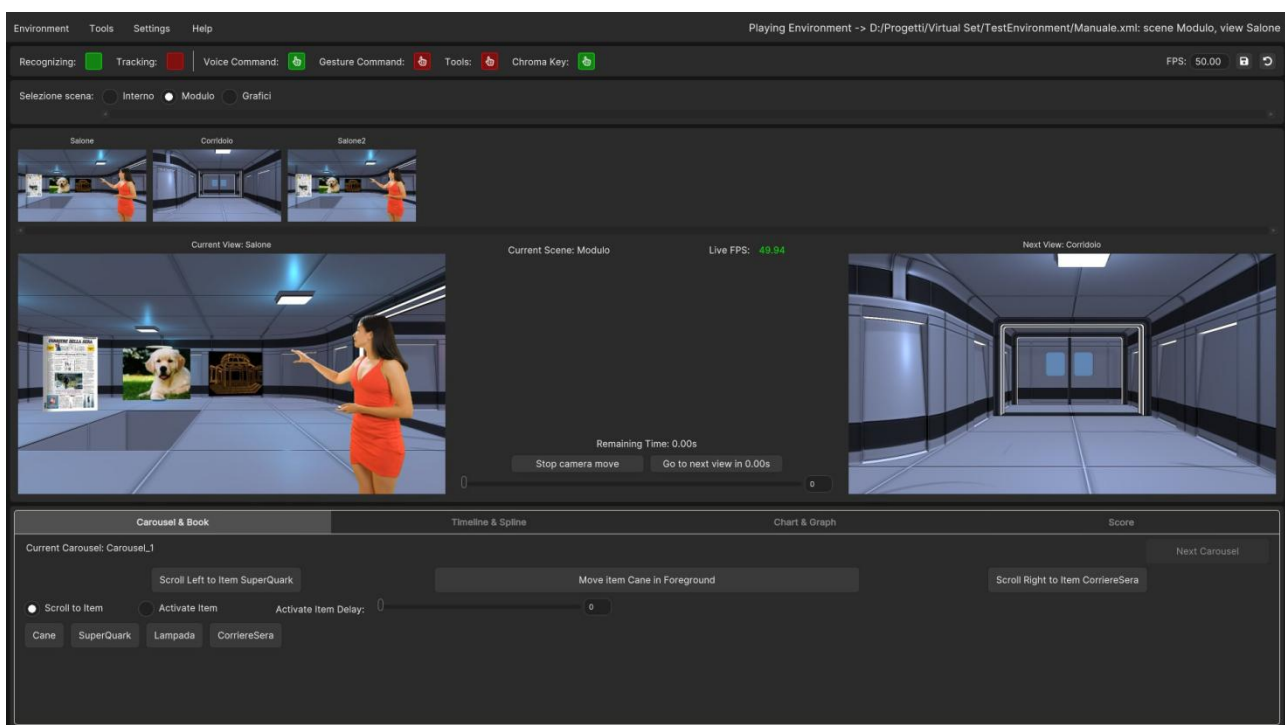 Environment Tools Settings Help Playing Environment -> D:/Progetti/Virtual Set/TestEnvironment/Manuale.xml: scene Modulo, view Salone
Recognizing: Tracking: Voice Command: Gesture Command: Tools: Chroma Key: FPS: 50.00
Selezione scena: Interno Modulo Grafici
Salone Corridoio Salone2
Current View: Salone Current Scene: Modulo Live FPS: 49.94 Next View: Corridoio
CORRIERE DELLA SERA
Remaining Time: 0.00s
Stop camera move Go to next view in 0.00s
0
Carousel & Book Timeline & Spline Chart & Graph Score
Current Carousel: Carousel_1 Next Carousel
Scroll Left to Item SuperQuark Move item Cane in Foreground Scroll Right to Item CorriereSera
Scroll to Item Activate Item Activate Item Delay: 0
Cane SuperQuark Lampada CorriereSera